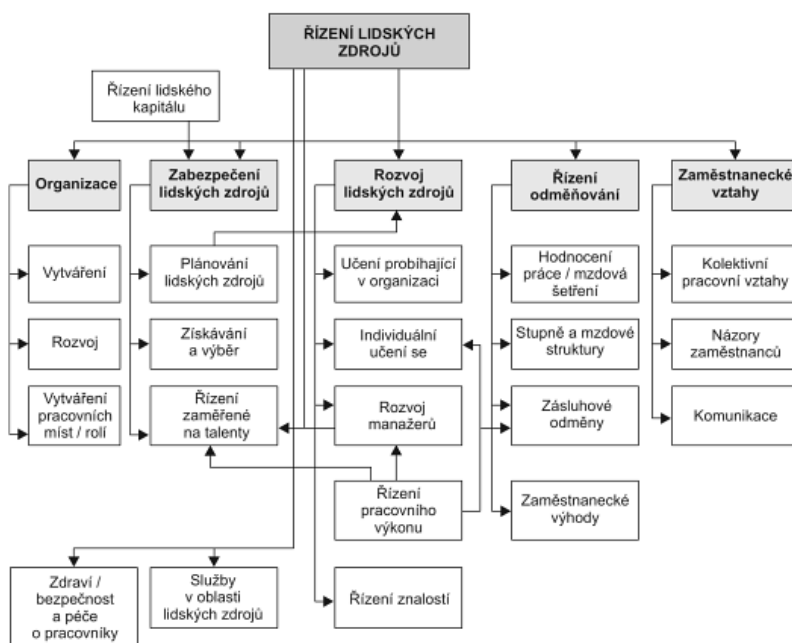 ŘÍZENÍ LIDSKÝCH
ZDROJŮ
Řízení lidského
kapitálu
Organizace
Zabezpečení
lidských zdrojů
Rozvoj
lidských zdrojů
Řízení
odměňování
Zaměstnanecké
vztahy
Vytváření
Plánování
lidských zdrojů
Učení probíhající
v organizaci
Hodnocení
práce / mzdová
šetření
Kolektivní
pracovní vztahy
Rozvoj
Získávání
a výběr
Individuální
učení se
Stupně a mzdové
struktury
Názory
zaměstnanců
Vytváření
pracovních
míst / rolí
Řízení
zaměřené
na talenty
Rozvoj
manažerů
Zásluhové
odměny
Komunikace
Řízení
pracovního
výkonu
Zaměstnanecké
výhody
Zdraví /
bezpečnost
a péče
o pracovníky
Služby
v oblasti
lidských zdrojů
Řízení znalostí